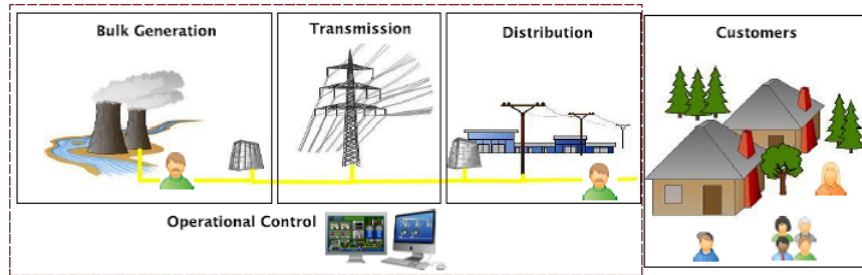 Bulk Generation
Transmission
Distribution
Customers
Operational Control